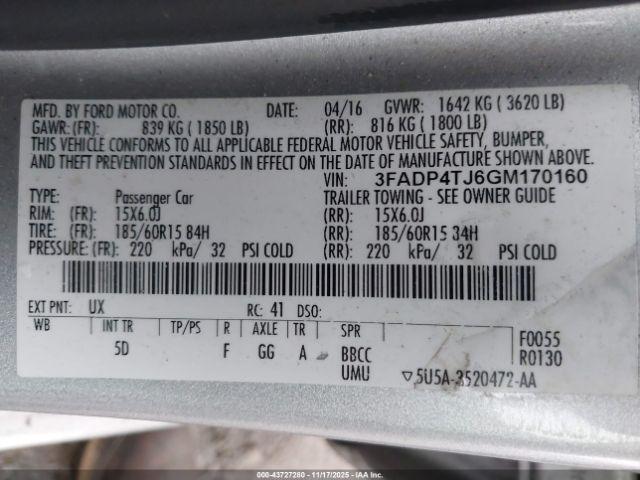 MFD. BY FORD MOTOR CO. DATE: 04/16 GVWR: 1642 KG ( 3620 LB)
GAWR: (FR): 839 KG ( 1850 LB) (RR): 816 KG ( 1800 LB)
THIS VEHICLE CONFORMS TO ALL APPLICABLE FEDERAL MOTOR VEHICLE SAFETY, BUMPER,
AND THEFT PREVENTION STANDARDS IN EFFECT ON THE DATE OF MANUFACTURE SHOWN ABOVE.
VIN: 3FADP4TJ6GM170160
TYPE: Passenger Car TRAILER TOWING - SEE OWNER GUIDE
RIM: (FR): 15X6.0J (RR): 15X6.0J
TIRE: (FR): 185/60R15 84H (RR): 185/60R15 34H
PRESSURE: (FR): 220 kPa/ 32 PSI COLD (RR): 220 kPa/ 32 PSI COLD
EXT PNT: UX RC: 41 DSO:
WB INT TR TP/PS R AXLE TR SPR F0055
5D F GG A BBCC R0130
UMU ▽5U5A-3520472-AA
00-43727280 — 11/17/2025 — IAAI.COM